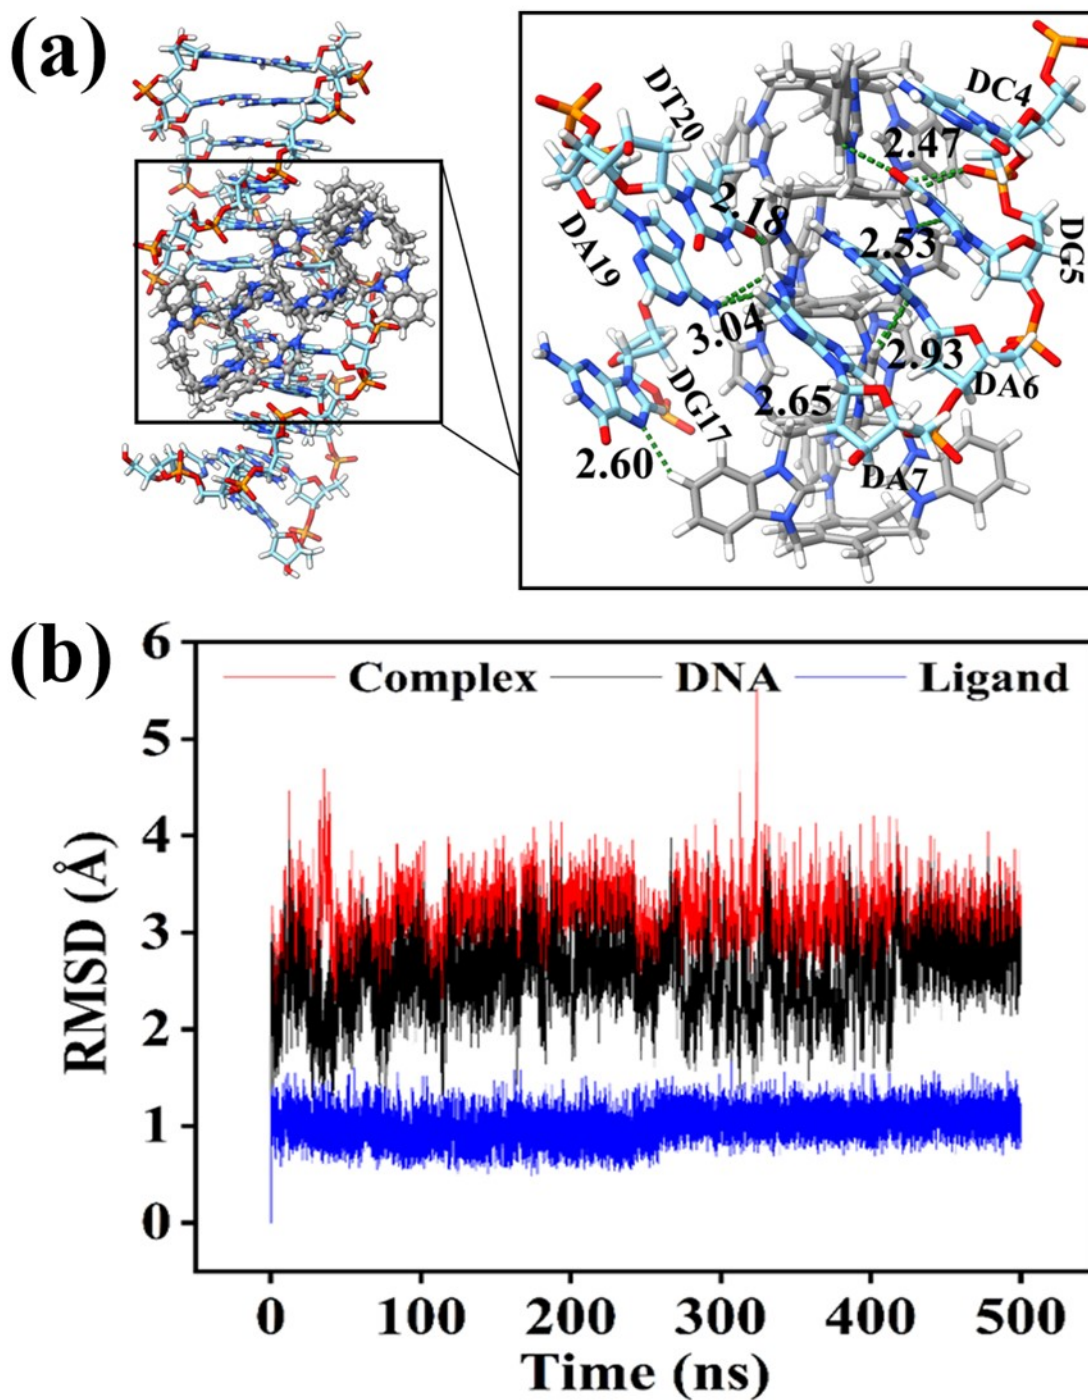 (a)
DT20
DC4
2.47
2.18
DA19
2.53
DG5
3.04
2.93
DG17
2.65
DA6
2.60
DA7
(b)
6
Complex
DNA
Ligand
5
4
3
2
1
0
RMSD (Å)
0
100
200
300
400
500
Time (ns)